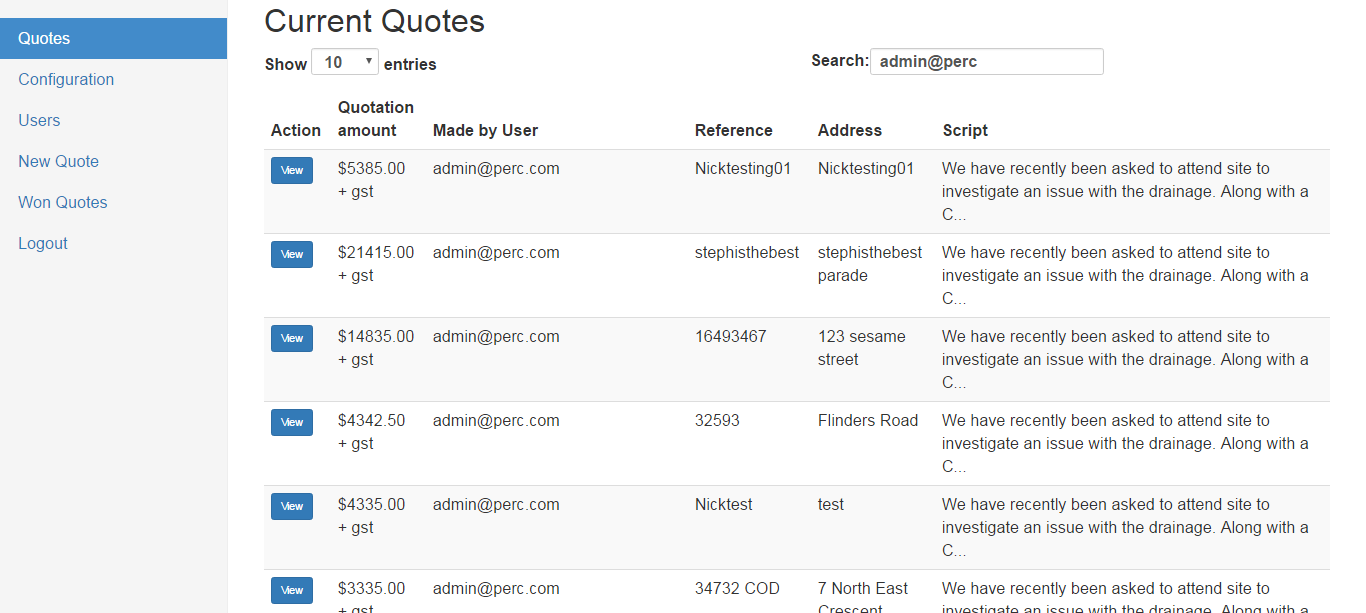 Quotes
Configuration
Users
New Quote
Won Quotes
Logout
Current Quotes
Show 10 entries
Search: admin@perc
Action Quotation amount Made by User Reference Address Script
View $5385.00 admin@perc.com Nicktesting01 Nicktesting01 We have recently been asked to attend site to
+ gst investigate an issue with the drainage. Along with a
C...
View $21415.00 admin@perc.com stephisthebest stephisthebest We have recently been asked to attend site to
+ gst parade investigate an issue with the drainage. Along with a
C...
View $14835.00 admin@perc.com 16493467 123 sesame We have recently been asked to attend site to
+ gst street investigate an issue with the drainage. Along with a
C...
View $4342.50 admin@perc.com 32593 Flinders Road We have recently been asked to attend site to
+ gst investigate an issue with the drainage. Along with a
C...
View $4335.00 admin@perc.com Nicktest test We have recently been asked to attend site to
+ gst investigate an issue with the drainage. Along with a
C...
View $3335.00 admin@perc.com 34732 COD 7 North East We have recently been asked to attend site to
+ gst Crescent investigate an issue with the drainage. Along with a